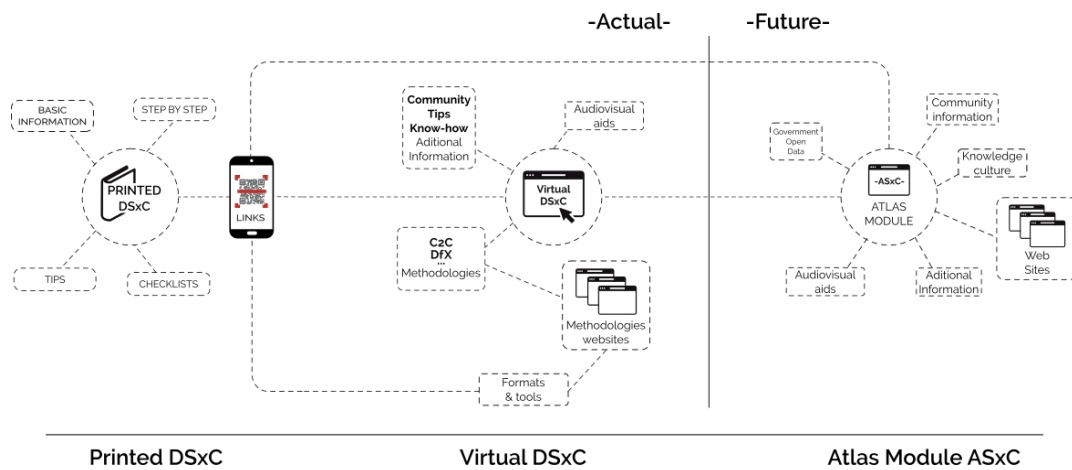 -Actual-
-Future-
BASIC
INFORMATION
STEP BY STEP
PRINTED
DSxC
TIPS
CHECKLISTS
LINKS
Community
Tips
Know-how
Aditional
Information
Audiovisual
aids
Virtual
DSxC
C2C
DfX
...
Methodologies
Methodologies
websites
Formats
& tools
Government
Open
Data
Community
information
Knowledge
culture
-ASxC-
ATLAS
MODULE
Web
Sites
Audiovisual
aids
Aditional
Information
Printed DSxC
Virtual DSxC
Atlas Module ASxC